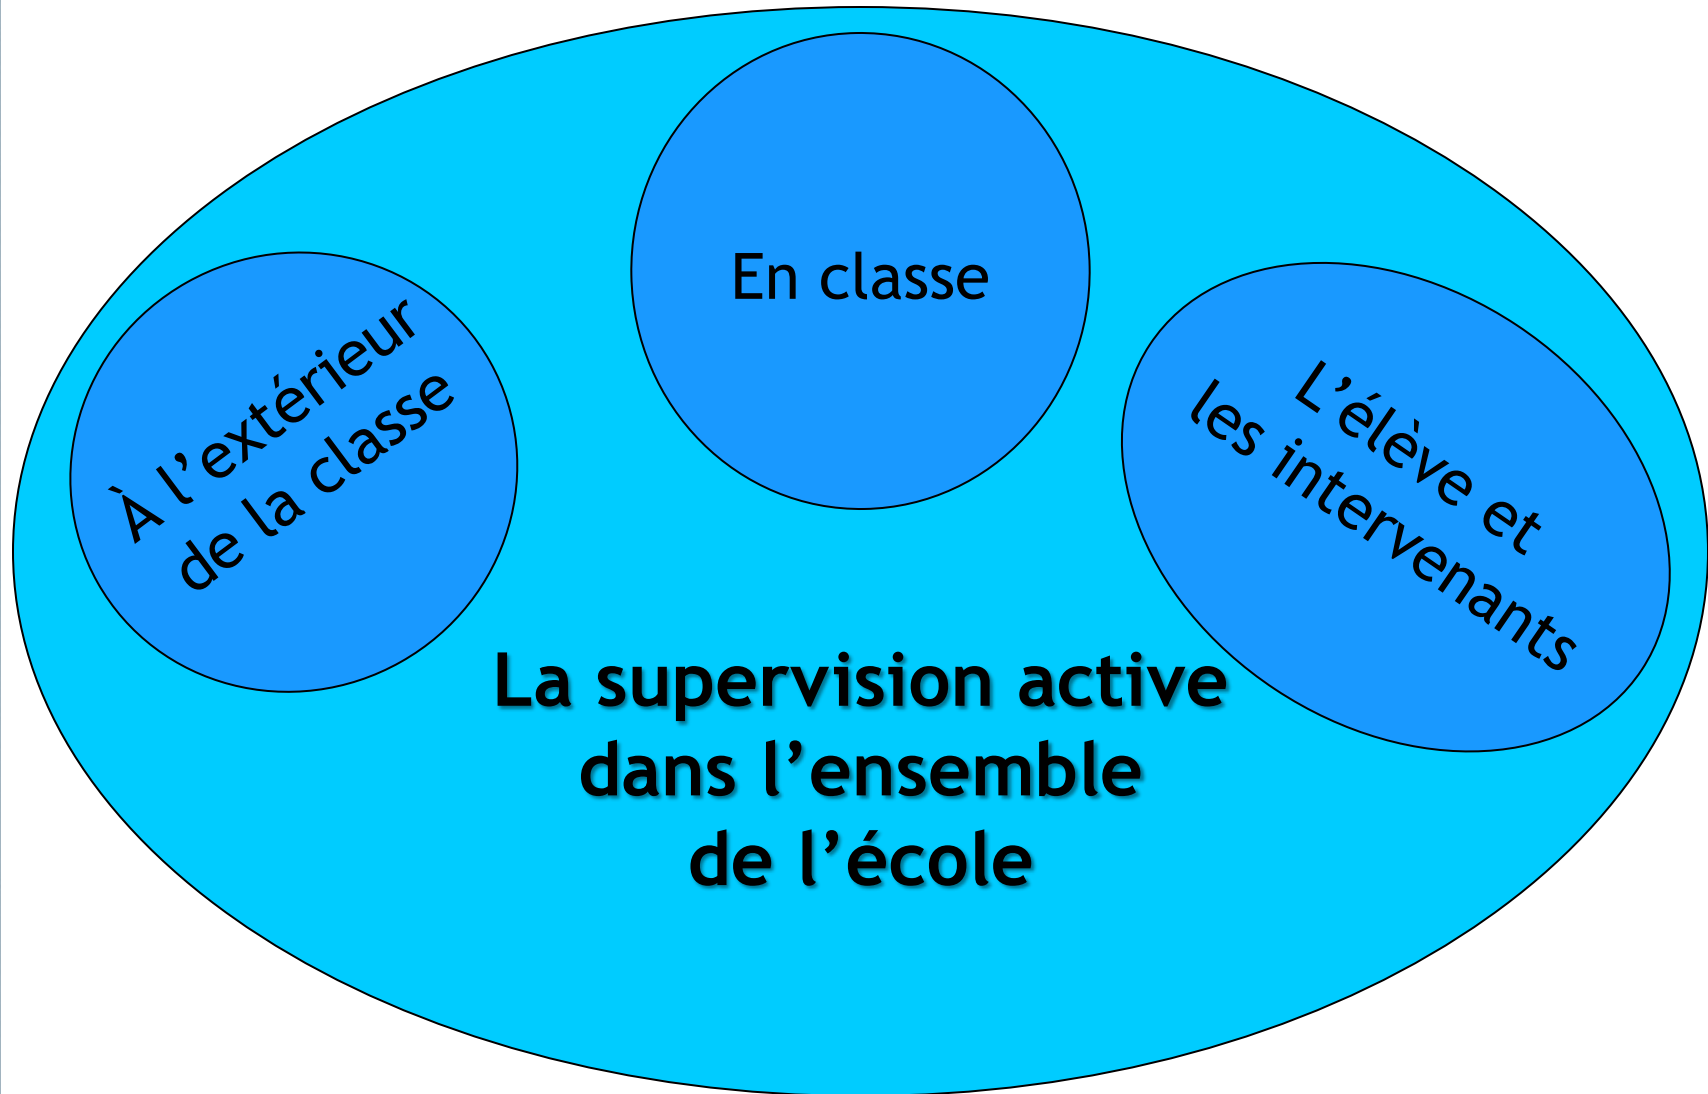 En classe
À l’extérieur
de la classe
L’élève et
les intervenants
La supervision active
dans l’ensemble
de l’école